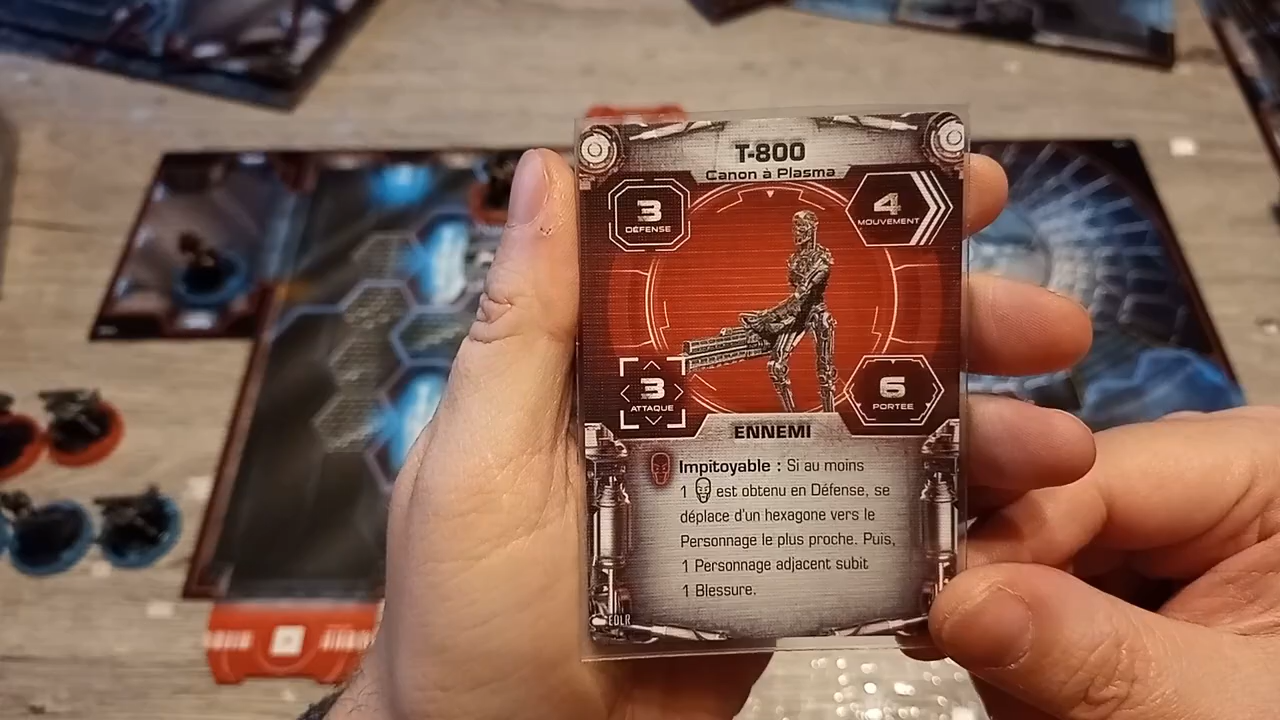 T-800
Canon à Plasma
3
DÉFENSE
4
MOUVEMENT
3
ATTAQUE
6
PORTÉE
ENNEMI
Impitoyable : Si au moins
1 est obtenu en Défense, se
déplace d'un hexagone vers le
Personnage le plus proche. Puis,
1 Personnage adjacent subit
1 Blessure.
EDLR